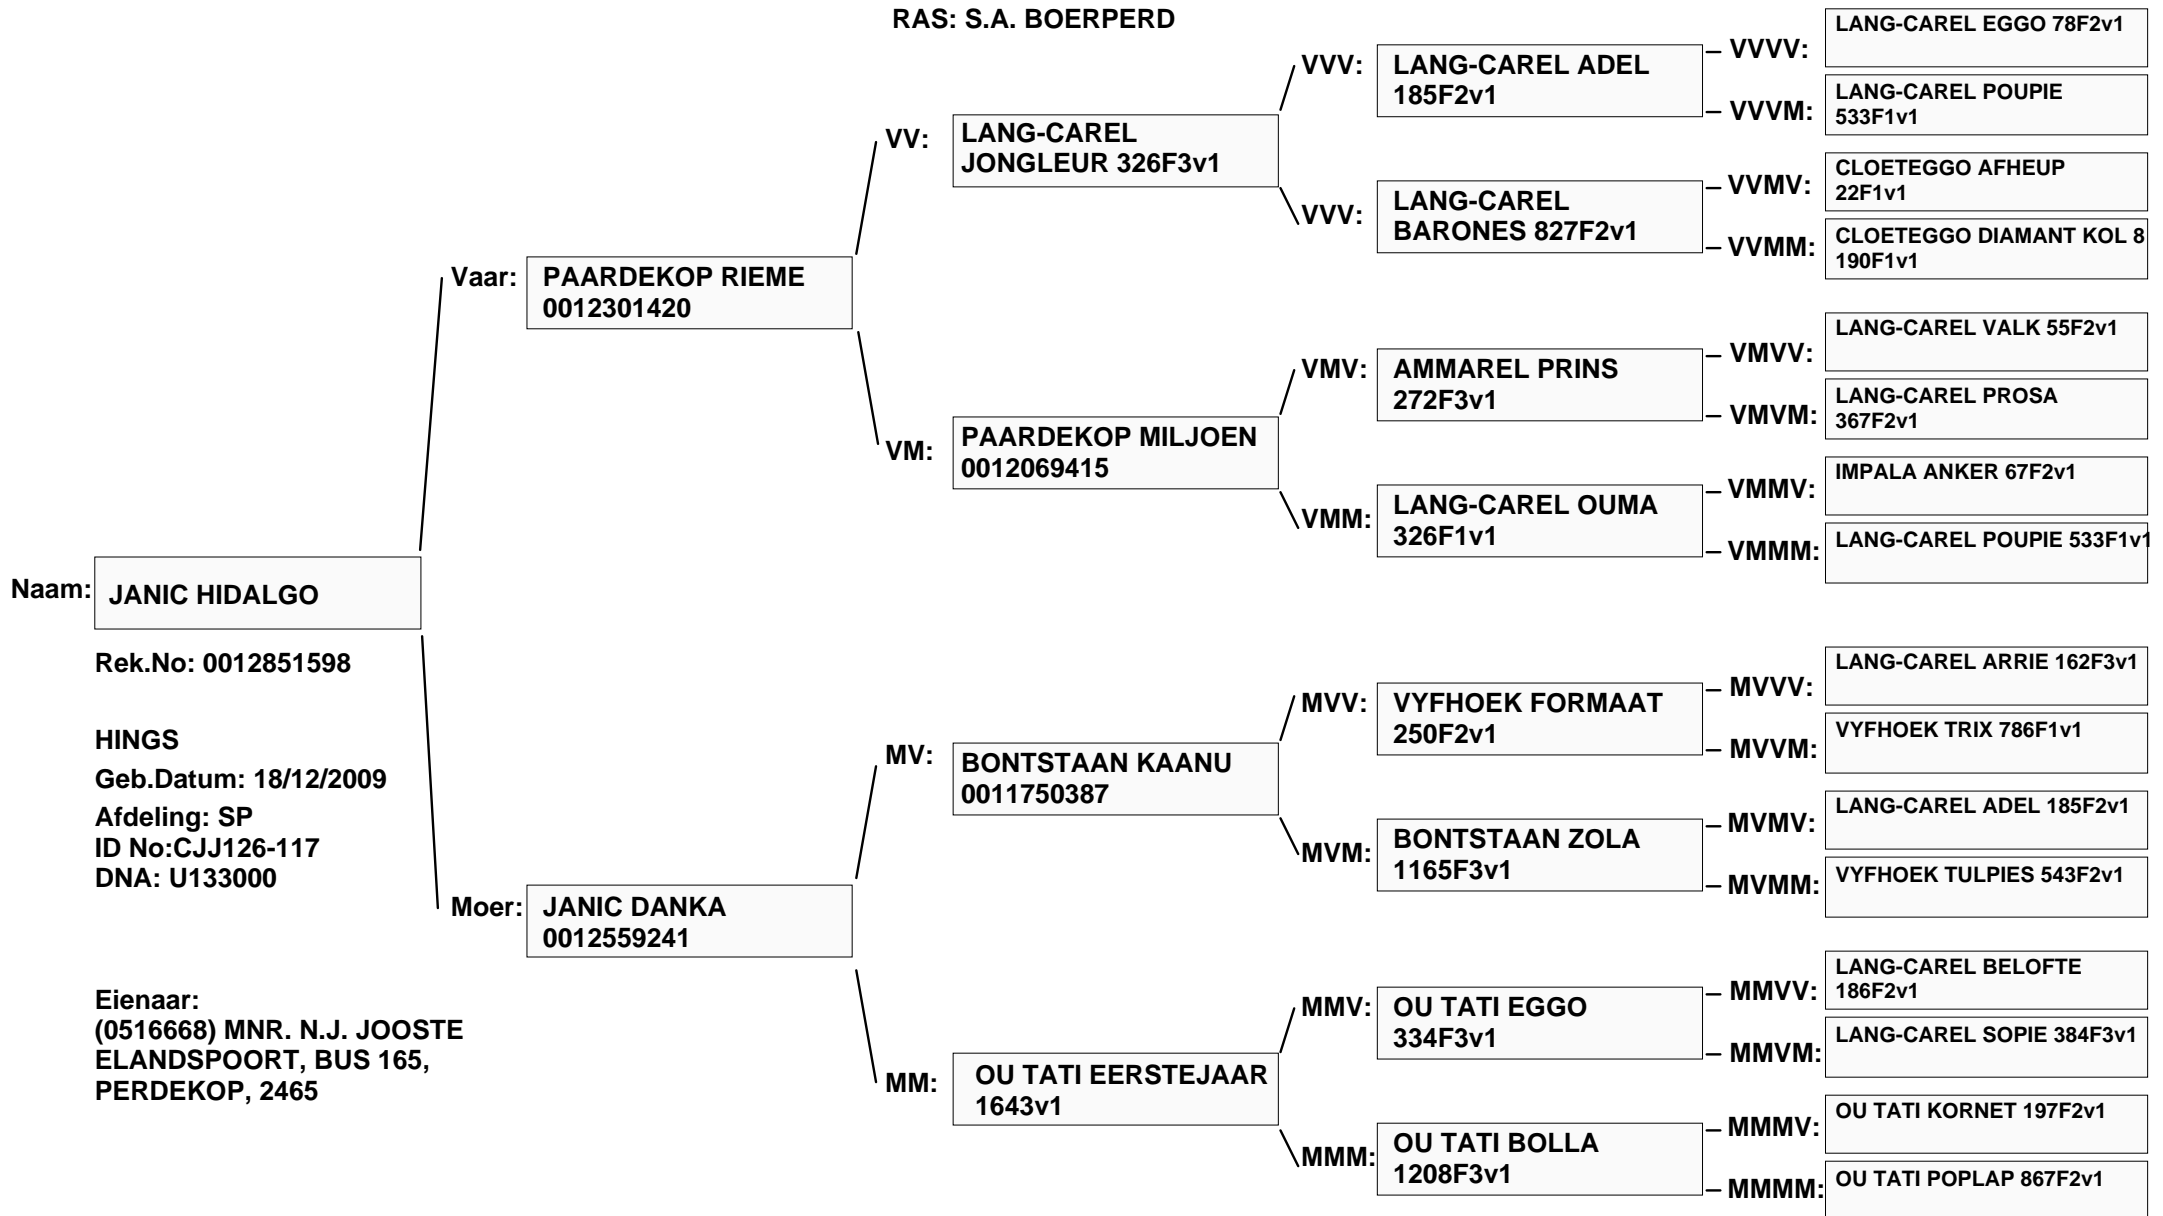 RAS: S.A. BOERPERD
Naam: JANIC HIDALGO
Rek.No: 0012851598
HINGS
Geb.Datum: 18/12/2009
Afdeling: SP
ID No:CJJ126-117
DNA: U133000
Eienaar:
(0516668) MNR. N.J. JOOSTE
ELANDSPOORT, BUS 165,
PERDEKOP, 2465
Vaar: PAARDEKOP RIEME
0012301420
Moer: JANIC DANKA
0012559241
VV: LANG-CAREL
JONGLEUR 326F3v1
VM: PAARDEKOP MILJOEN
0012069415
MV: BONTSTAAN KAANU
0011750387
MM: OU TATI EERSTEJAAR
1643v1
VVV: LANG-CAREL ADEL
185F2v1
VVV: LANG-CAREL
BARONES 827F2v1
VMV: AMMAREL PRINS
272F3v1
VMM: LANG-CAREL OUMA
326F1v1
MVV: VYFHOEK FORMAAT
250F2v1
MVM: BONTSTAAN ZOLA
1165F3v1
MMV: OU TATI EGGO
334F3v1
MMM: OU TATI BOLLA
1208F3v1
VVVV: LANG-CAREL EGGO 78F2v1
VVVM: LANG-CAREL POUPIE
533F1v1
VVMV: CLOETEGGO AFHEUP
22F1v1
VVMM: CLOETEGGO DIAMANT KOL 8
190F1v1
VMVV: LANG-CAREL VALK 55F2v1
VMVM: LANG-CAREL PROSA
367F2v1
VMMV: IMPALA ANKER 67F2v1
VMMM: LANG-CAREL POUPIE 533F1v1
MVVV: LANG-CAREL ARRIE 162F3v1
MVVM: VYFHOEK TRIX 786F1v1
MVMV: LANG-CAREL ADEL 185F2v1
MVMM: VYFHOEK TULPIES 543F2v1
MMVV: LANG-CAREL BELOFTE
186F2v1
MMVM: LANG-CAREL SOPIE 384F3v1
MMMV: OU TATI KORNET 197F2v1
MMMM: OU TATI POPLAP 867F2v1